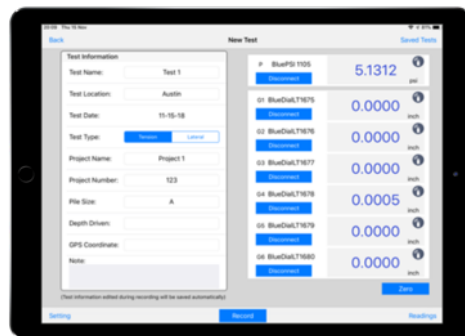 20:09 Thu 15 Nov
81%
Back
New Test
Saved Tests
Test Information
Test Name:
Test 1
Test Location:
Austin
Test Date:
11-15-18
Test Type:
Tension
Lateral
Project Name:
Project 1
Project Number:
123
Pile Size:
A
Depth Driven:
GPS Coordinate:
Note:
(Test information edited during recording will be saved automatically)
P BluePSI 1105
Disconnect
5.1312
psi
G1 BlueDialLT1675
Disconnect
0.0000
inch
G2 BlueDialLT1676
Disconnect
0.0000
inch
G3 BlueDialLT1677
Disconnect
0.0000
inch
G4 BlueDialLT1678
Disconnect
0.0005
inch
G5 BlueDialLT1679
Disconnect
0.0000
inch
G6 BlueDialLT1680
Disconnect
0.0000
inch
Zero
Setting
Record
Readings